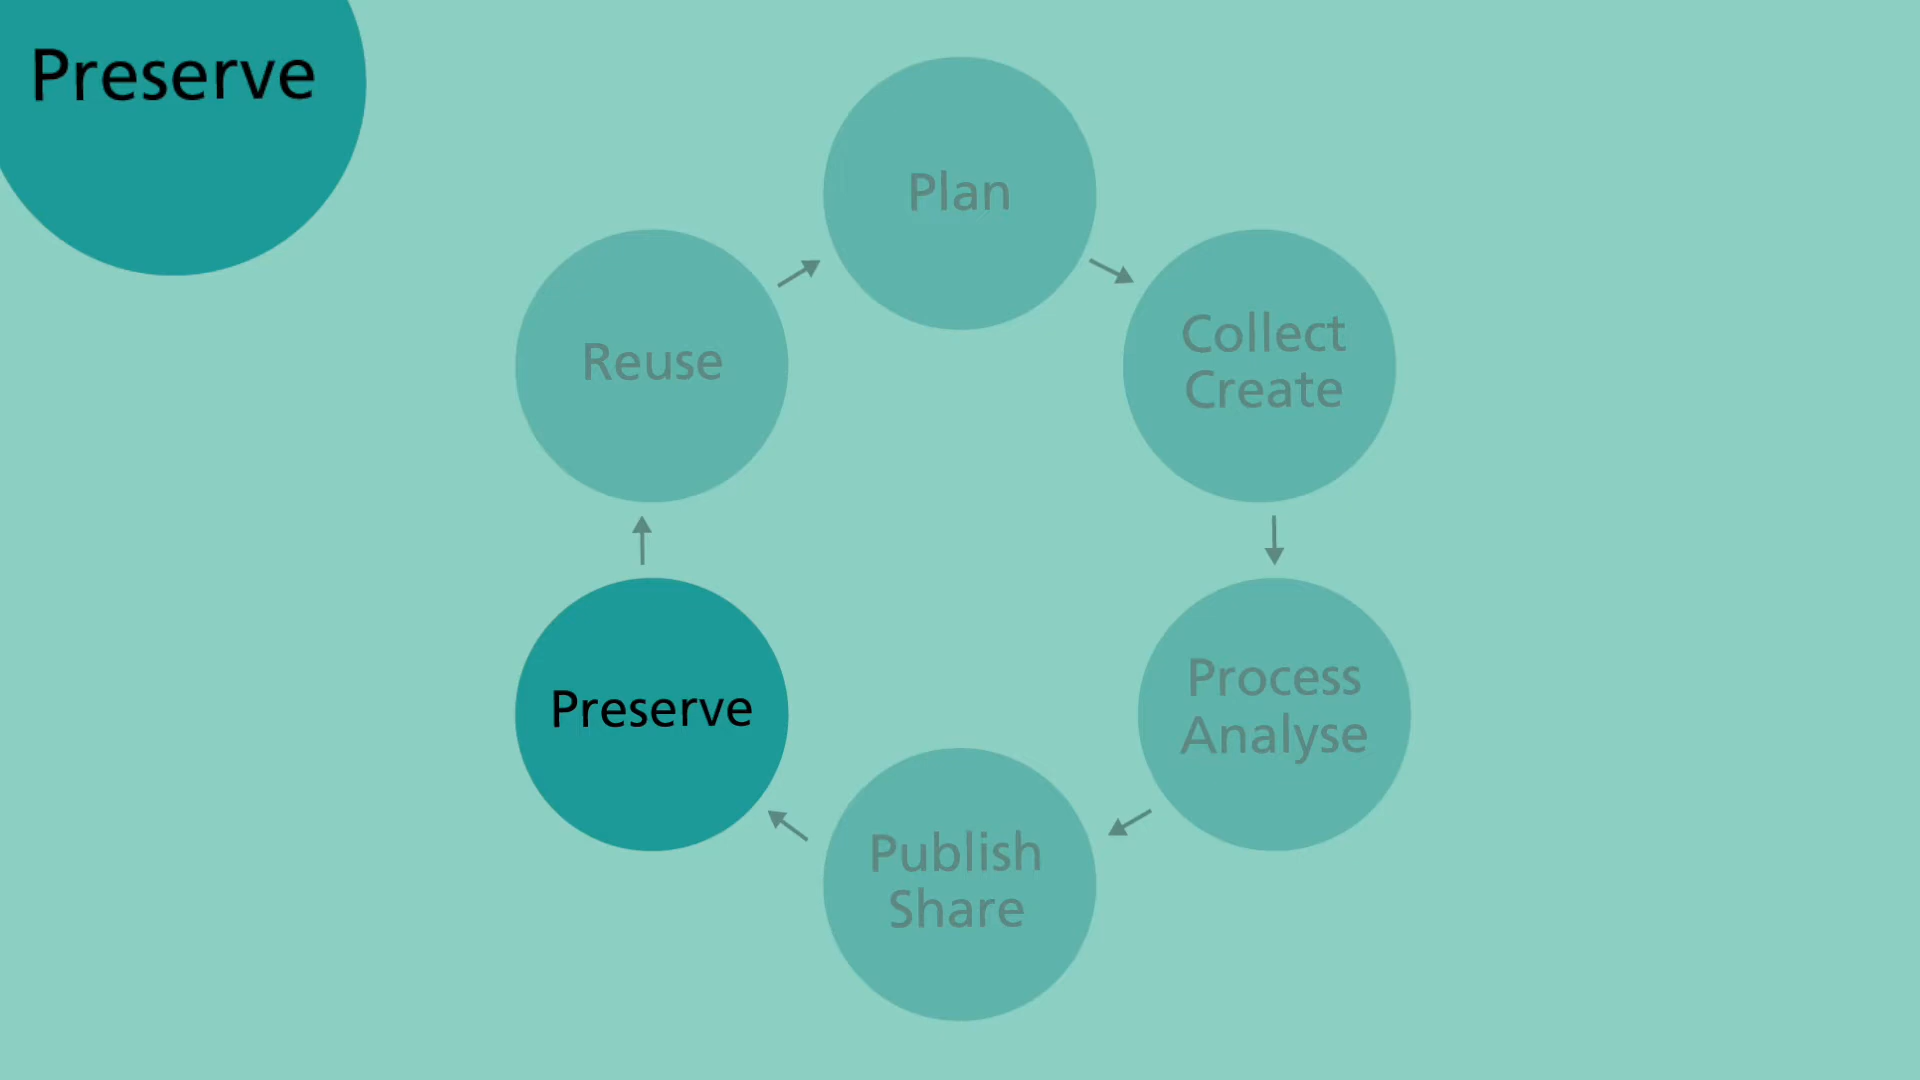 Preserve
Plan
Collect
Create
Process
Analyse
Publish
Share
Preserve
Reuse